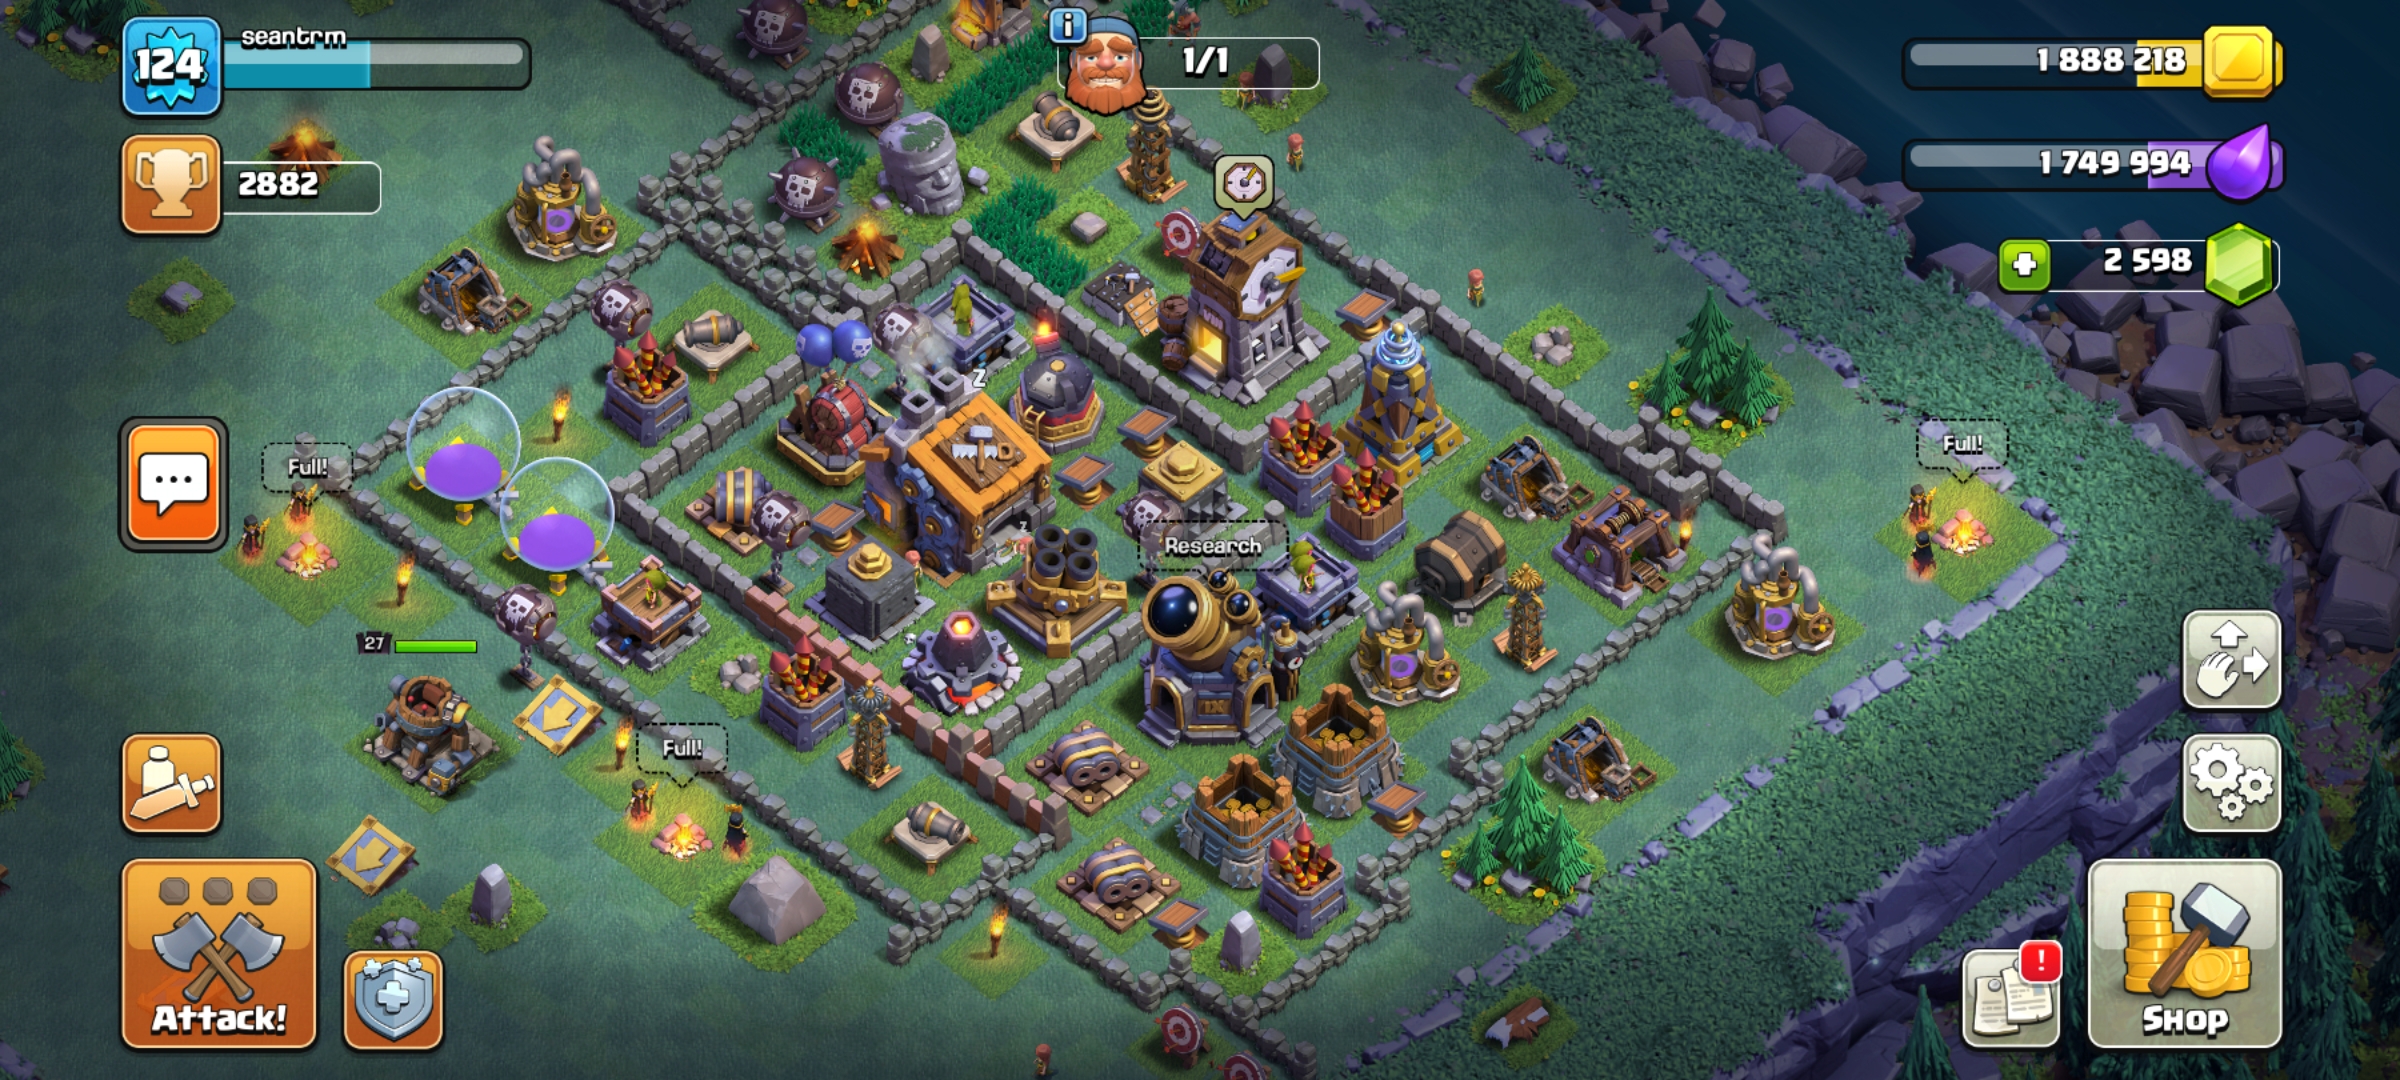 124
seantrm
i
1/1
1 888 218
2882
1 749 994
2 598
Full!
Full!
z
z
Research
27
Full!
Attack!
!
Shop